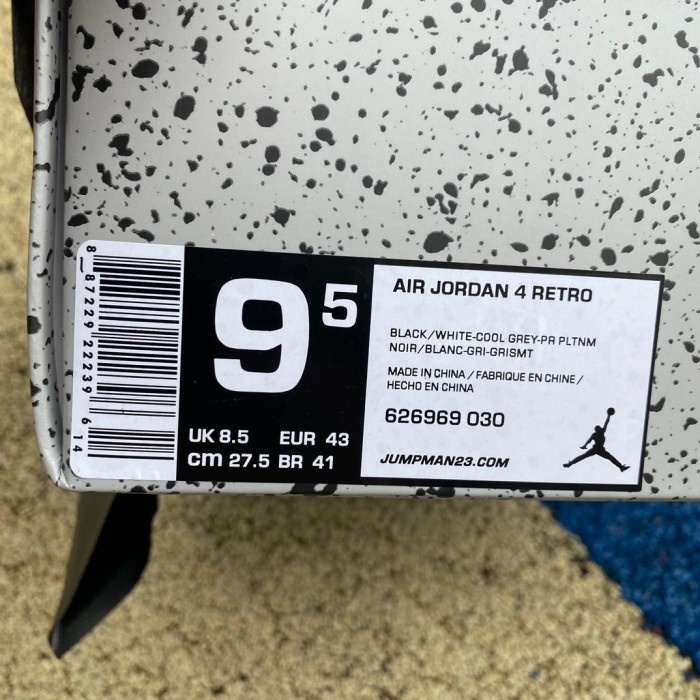 8 87229 22239 6 14
9 5
UK 8.5 EUR 43
cm 27.5 BR 41
AIR JORDAN 4 RETRO
BLACK/WHITE-COOL GREY-PR PLTNM
NOIR/BLANC-GRI-GRISMT
MADE IN CHINA / FABRIQUE EN CHINE /
HECHO EN CHINA
626969 030
JUMPMAN23.COM